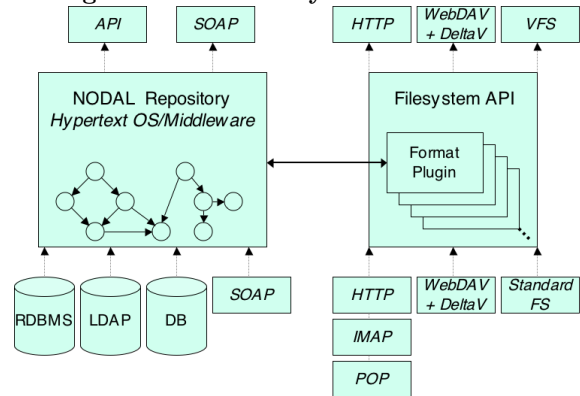 API
SOAP
HTTP
WebDAV
+ DeltaV
VFS
NODAL Repository
Hypertext OS/Middleware
Filesystem API
Format
Plugin
RDBMS
LDAP
DB
SOAP
HTTP
WebDAV
+ DeltaV
Standard
FS
IMAP
POP